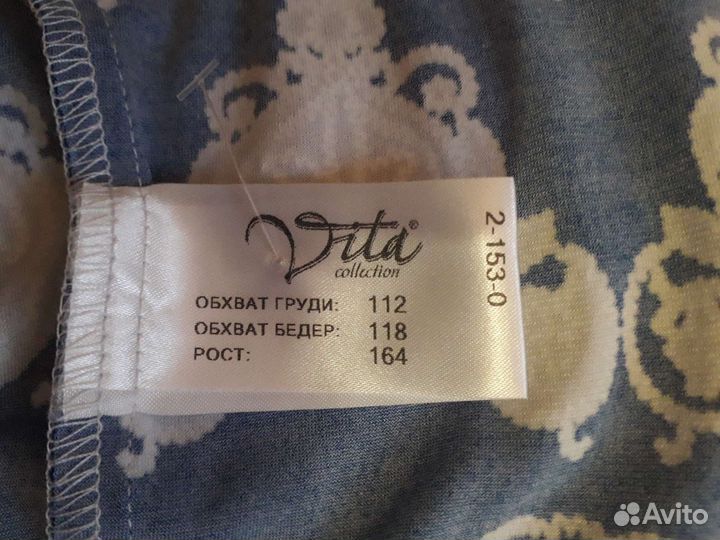 Vita®
collection
ОБХВАТ ГРУДИ: 112
ОБХВАТ БЕДЕР: 118
РОСТ: 164
2-153-0
Avito